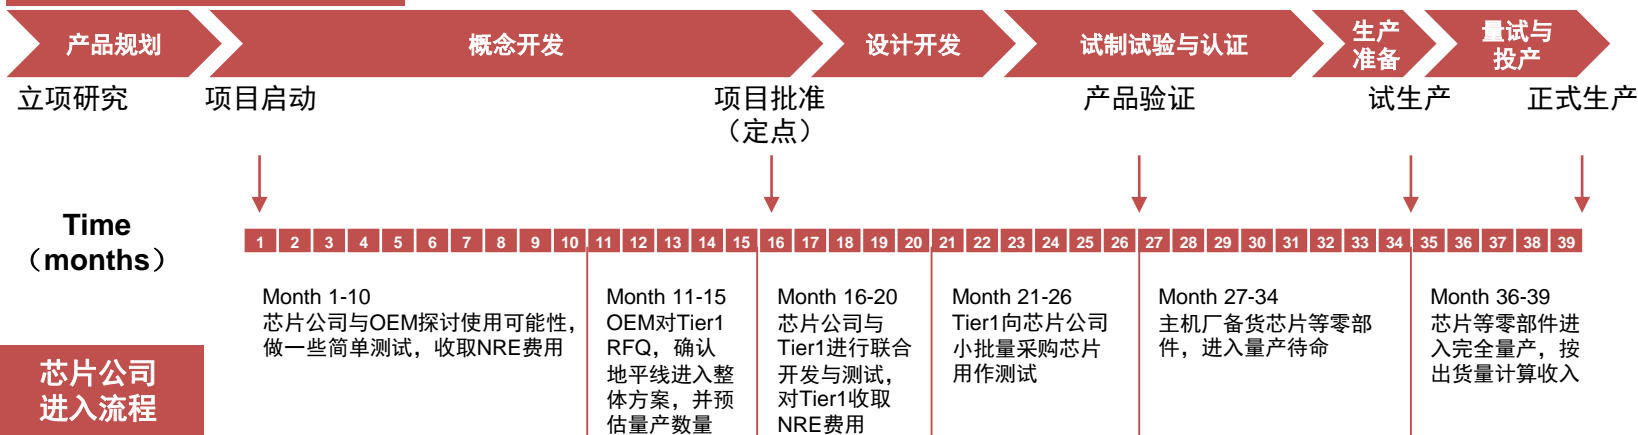 产品规划
概念开发
设计开发
试制试验与认证
生产
准备
量试与
投产
立项研究
项目启动
项目批准
（定点）
产品验证
试生产
正式生产
Time
（months）
1 2 3 4 5 6 7 8 9 10 11 12 13 14 15 16 17 18 19 20 21 22 23 24 25 26 27 28 29 30 31 32 33 34 35 36 37 38 39
芯片公司
进入流程
Month 1-10
芯片公司与OEM探讨使用可能性，
做一些简单测试，收取NRE费用
Month 11-15
OEM对Tier1
RFQ，确认
地平线进入整
体方案，并预
估量产数量
Month 16-20
芯片公司与
Tier1进行联合
开发与测试，
对Tier1收取
NRE费用
Month 21-26
Tier1向芯片公司
小批量采购芯片
用作测试
Month 27-34
主机厂备货芯片等零部
件，进入量产待命
Month 36-39
芯片等零部件进
入完全量产，按
出货量计算收入